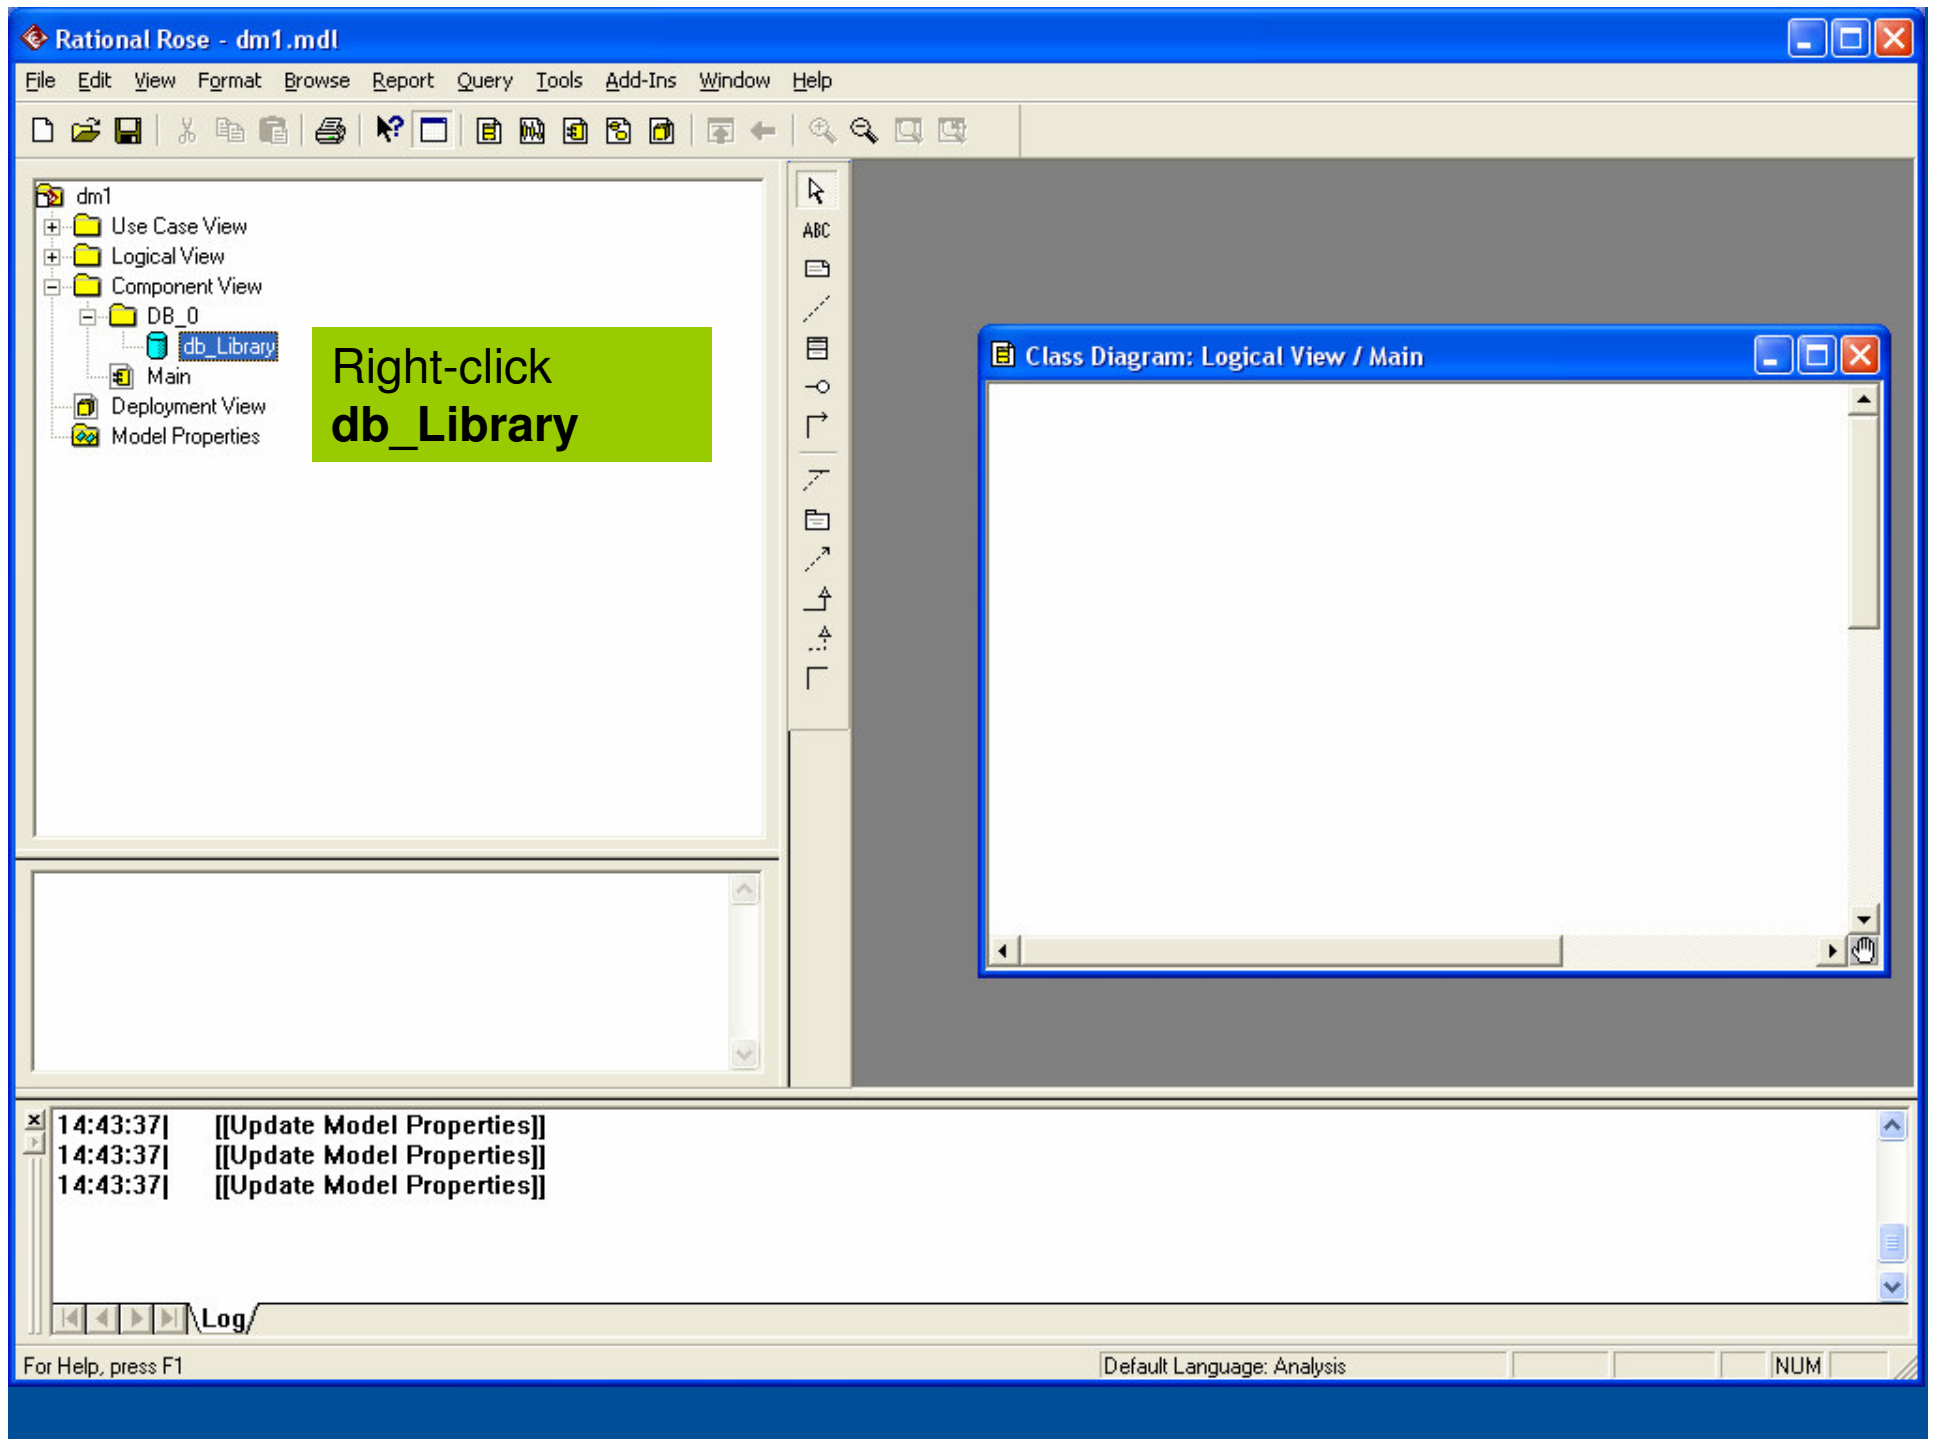 Rational Rose - dm1.mdl
File Edit View Format Browse Report Query Tools Add-Ins Window Help
dm1
Use Case View
Logical View
Component View
DB_0
db_Library
Main
Deployment View
Model Properties
Right-click
db_Library
ABC
Class Diagram: Logical View / Main
14:43:37| [[Update Model Properties]]
14:43:37| [[Update Model Properties]]
14:43:37| [[Update Model Properties]]
Log
For Help, press F1 Default Language: Analysis NUM